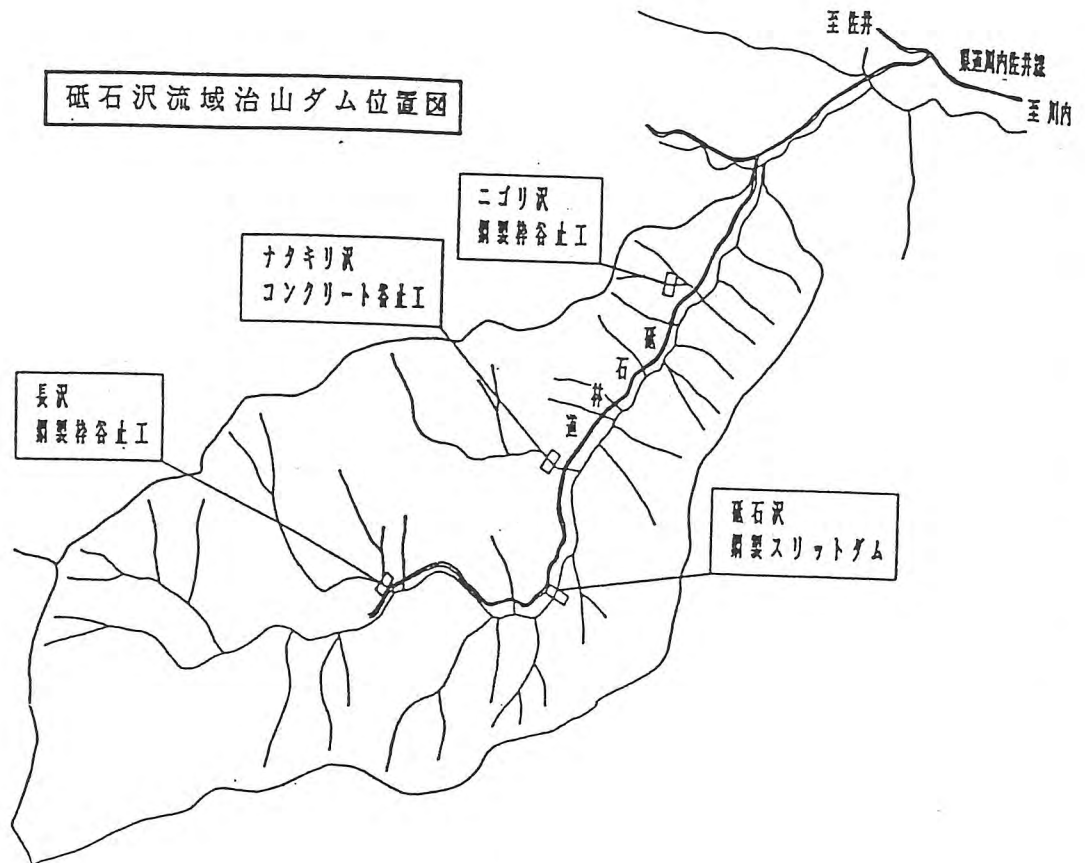 砥石沢流域治山ダム位置図
至 佐井
県道川内佐井線
至 川内
ニゴリ沢
鋼製枠谷止工
ナタキリ沢
コンクリート谷止工
長沢
鋼製枠谷止工
砥石林道
砥石沢
鋼製スリットダム